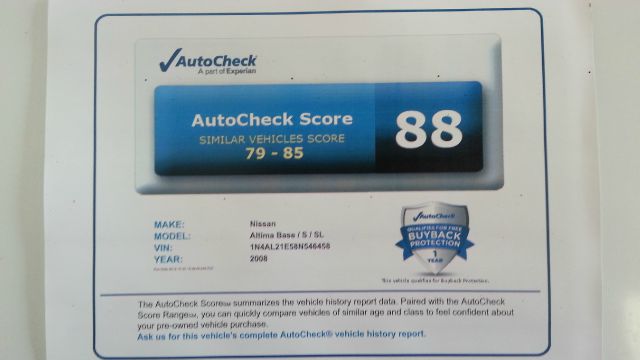 AutoCheck
A part of Experian
AutoCheck Score
SIMILAR VEHICLES SCORE
79 - 85
88
MAKE: Nissan
MODEL: Altima Base / S / SL
VIN: 1N4AL21E58N546458
YEAR: 2008
AutoCheck
QUALIFIES FOR FREE
BUYBACK
PROTECTION
1
YEAR
This vehicle qualifies for Buyback Protection.
The AutoCheck ScoreSM summarizes the vehicle history report data. Paired with the AutoCheck
Score RangeSM, you can quickly compare vehicles of similar age and class to feel confident about
your pre-owned vehicle purchase.
Ask us for this vehicle's complete AutoCheck® vehicle history report.